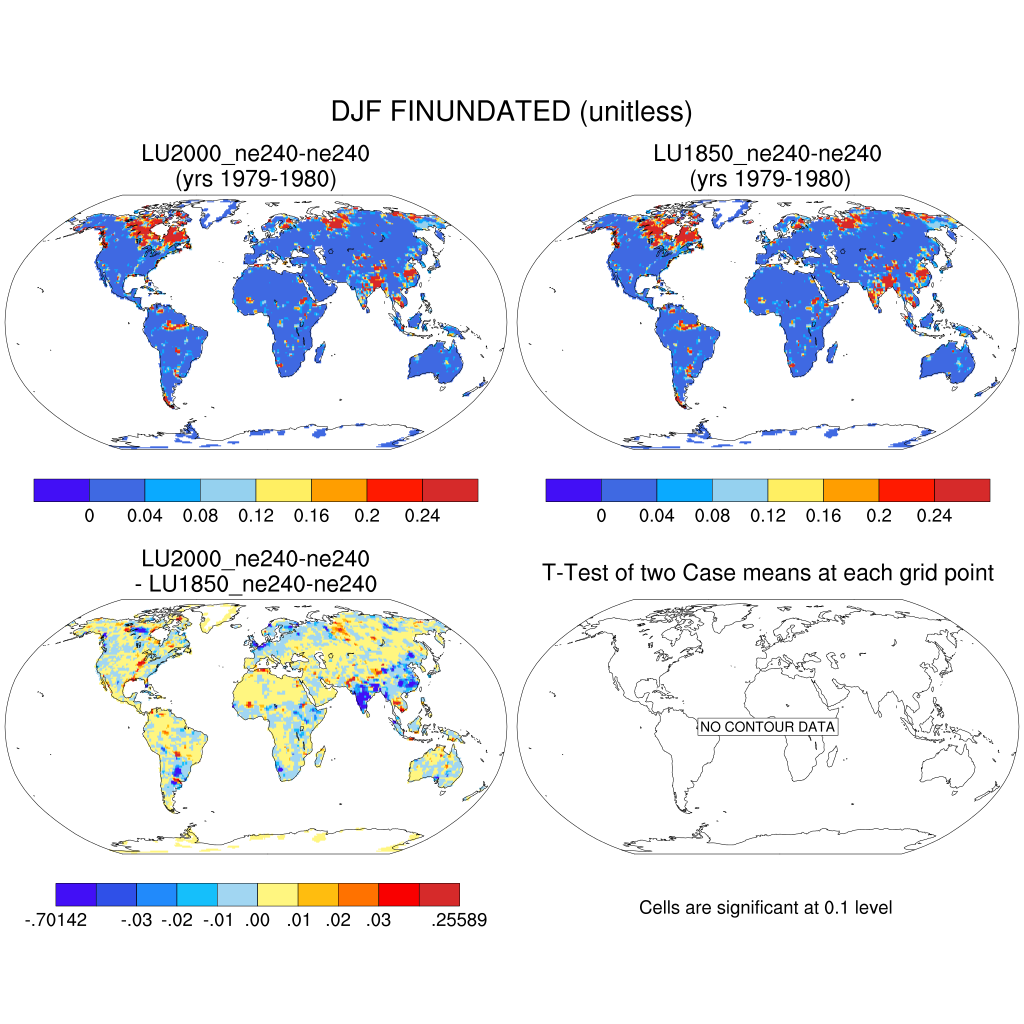 DJF FINUNDATED (unitless)
LU2000_ne240-ne240
(yrs 1979-1980)
LU1850_ne240-ne240
(yrs 1979-1980)
0 0.04 0.08 0.12 0.16 0.2 0.24
0 0.04 0.08 0.12 0.16 0.2 0.24
LU2000_ne240-ne240
- LU1850_ne240-ne240
T-Test of two Case means at each grid point
NO CONTOUR DATA
-.70142 -.03 -.02 -.01 .00 .01 .02 .03 .25589
Cells are significant at 0.1 level